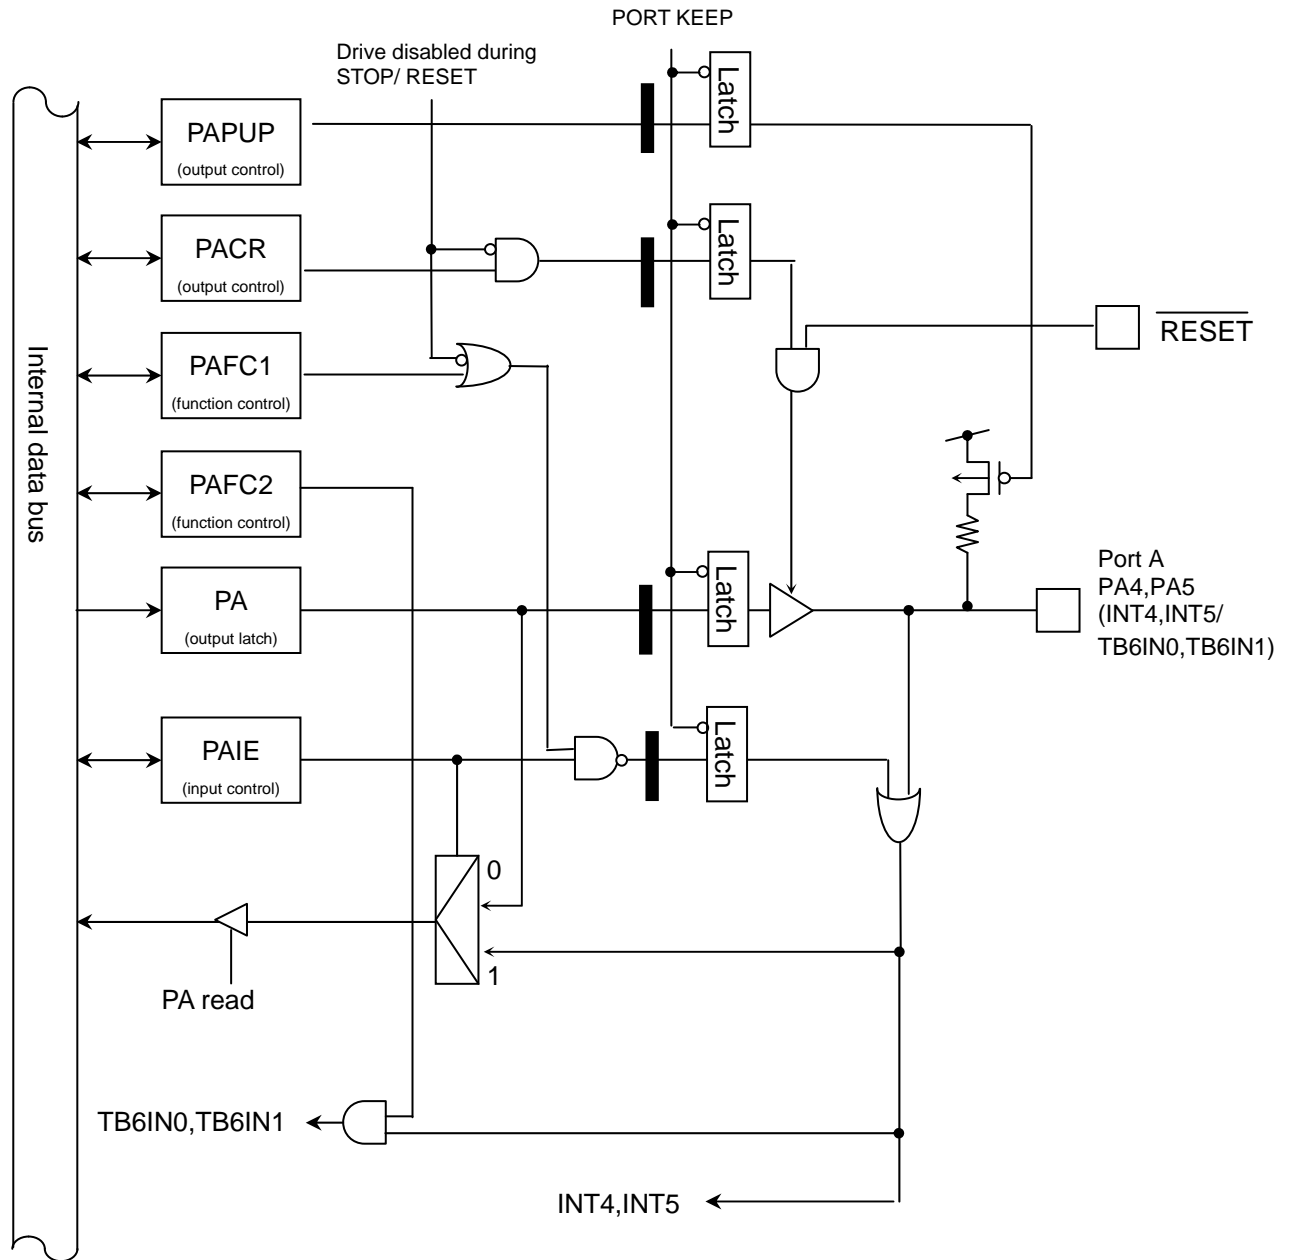 PORT KEEP
Drive disabled during
STOP/ RESET
Latch
PAPUP
(output control)
Latch
PACR
(output control)
RESET
Internal data bus
PAFC1
(function control)
PAFC2
(function control)
Latch
PA
(output latch)
Port A
PA4,PA5
(INT4,INT5/
TB6IN0,TB6IN1)
Latch
PAIE
(input control)
0
1
PA read
TB6IN0,TB6IN1
INT4,INT5